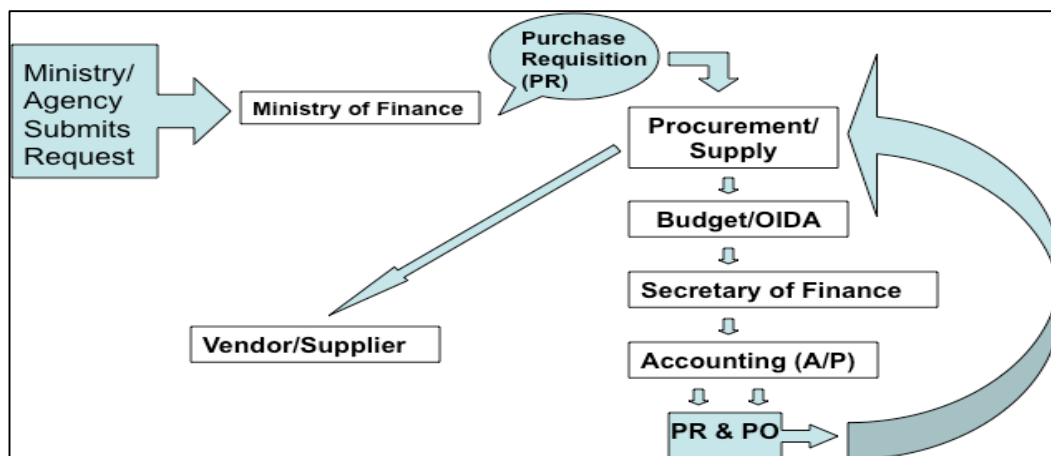 Ministry/
Agency
Submits
Request
Ministry of Finance
Purchase
Requisition
(PR)
Procurement/
Supply
Budget/OIDA
Secretary of Finance
Vendor/Supplier
Accounting (A/P)
PR & PO